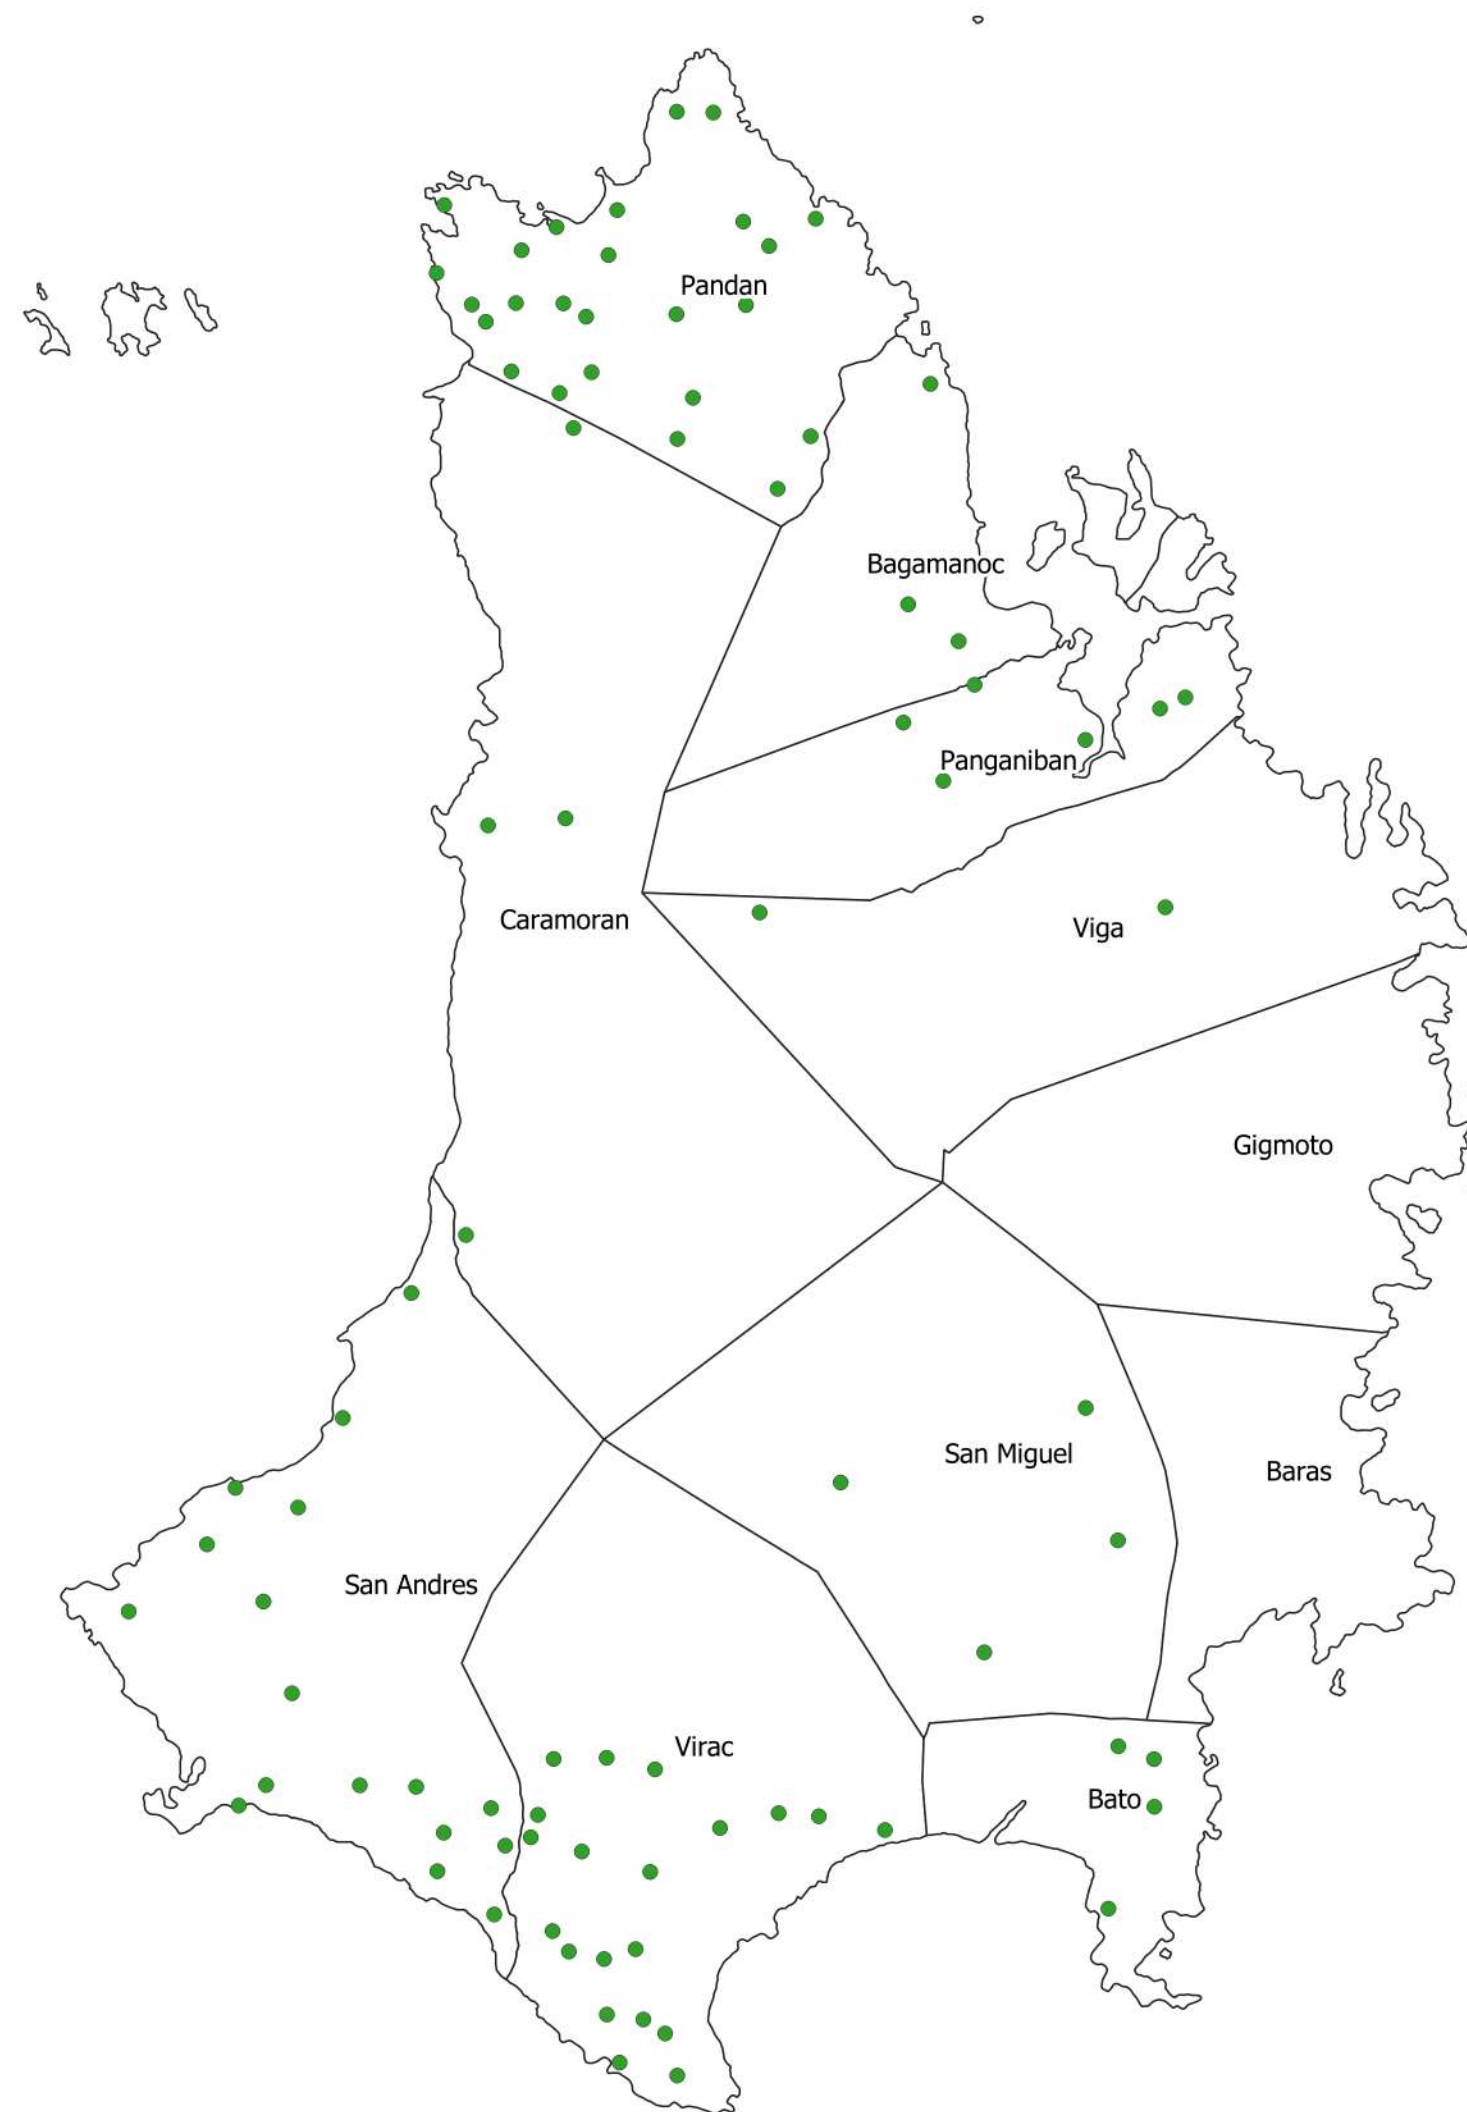 Pandan
Bagamanoc
Panganiban
Caramoran
Viga
Gigmoto
San Miguel
Baras
San Andres
Virac
Bato